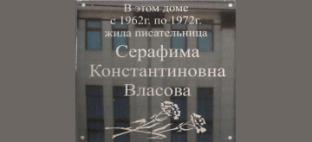 В этом доме
с 1962г. по 1972г.
жила писательница
Серафима
Константиновна
Власова